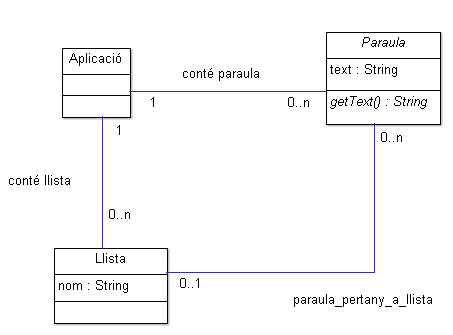 Aplicació
conté paraula
1
0..n
Paraula
text : String
getText() : String
1
0..n
conté llista
0..n
Llista
nom : String
0..1
paraula_pertany_a_llista